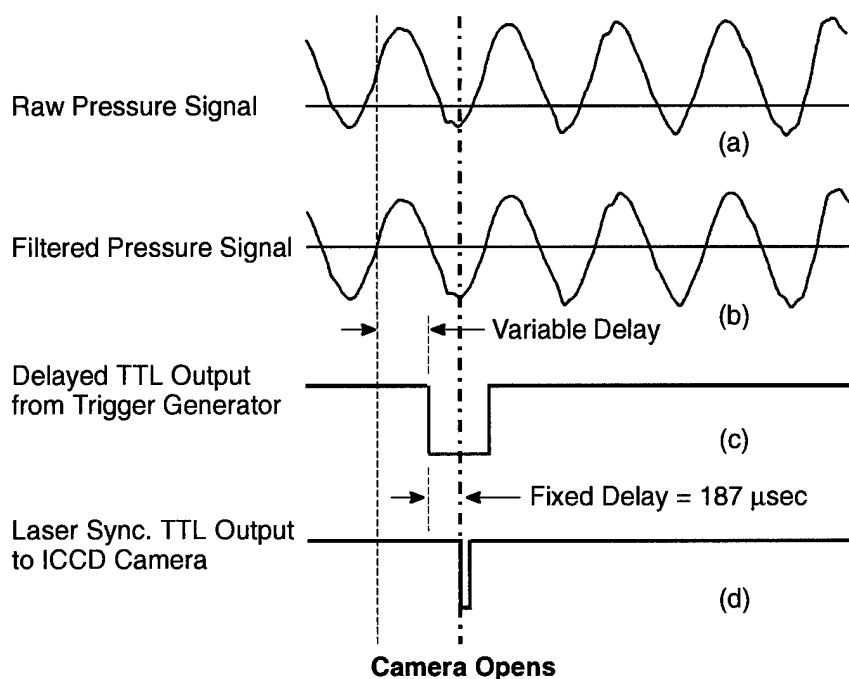 Raw Pressure Signal
(a)
Filtered Pressure Signal
(b)
Variable Delay
Delayed TTL Output
from Trigger Generator
(c)
Fixed Delay = 187 μsec
Laser Sync. TTL Output
to ICCD Camera
(d)
Camera Opens